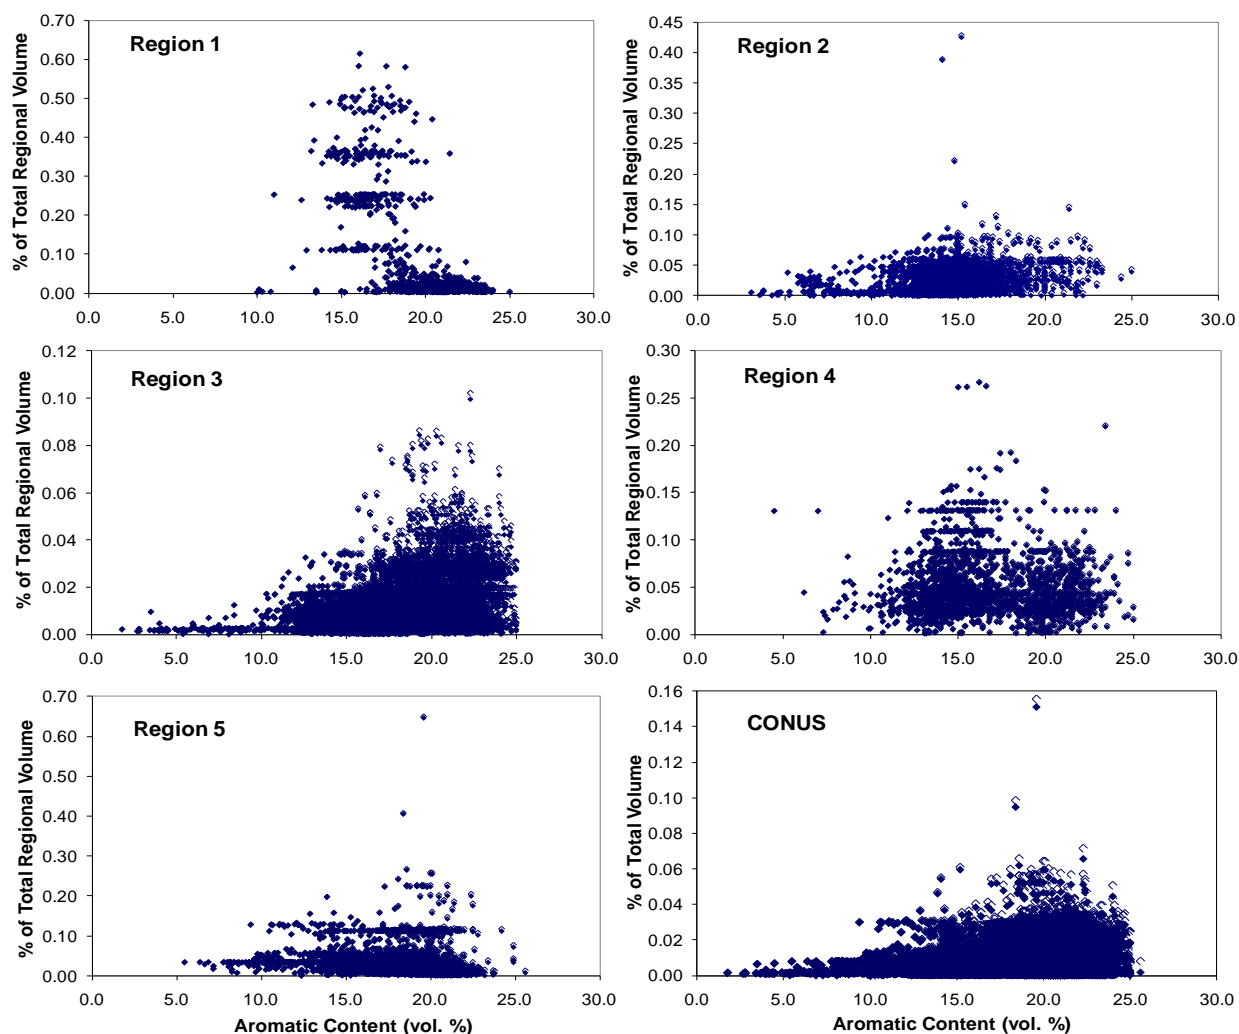 Region 1
% of Total Regional Volume
0.70
0.60
0.50
0.40
0.30
0.20
0.10
0.00
0.0 5.0 10.0 15.0 20.0 25.0 30.0
Region 2
% of Total Regional Volume
0.45
0.40
0.35
0.30
0.25
0.20
0.15
0.10
0.05
0.00
0.0 5.0 10.0 15.0 20.0 25.0 30.0
Region 3
% of Total Regional Volume
0.12
0.10
0.08
0.06
0.04
0.02
0.00
0.0 5.0 10.0 15.0 20.0 25.0 30.0
Region 4
% of Total Regional Volume
0.30
0.25
0.20
0.15
0.10
0.05
0.00
0.0 5.0 10.0 15.0 20.0 25.0 30.0
Region 5
% of Total Regional Volume
0.70
0.60
0.50
0.40
0.30
0.20
0.10
0.00
0.0 5.0 10.0 15.0 20.0 25.0 30.0
Aromatic Content (vol. %)
CONUS
% of Total Volume
0.16
0.14
0.12
0.10
0.08
0.06
0.04
0.02
0.00
0.0 5.0 10.0 15.0 20.0 25.0 30.0
Aromatic Content (vol. %)